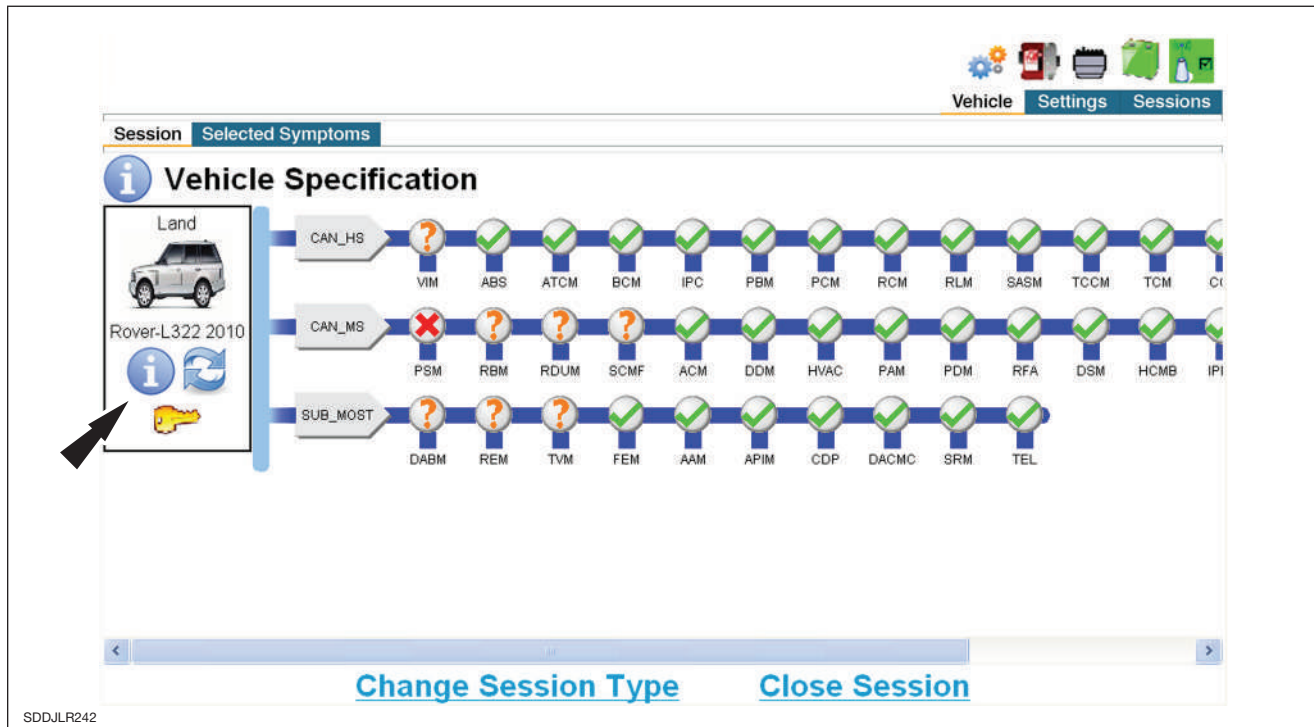 Vehicle Settings Sessions
Session Selected Symptoms
i Vehicle Specification
Land
Rover-L322 2010
i
CAN_HS
? VIM ABS ATCM BCM IPC PBM PCM RCM RLM SASM TCCM TCM
CAN_MS
PSM ? RBM ? RDUM ? SCMF ACM DDM HVAC PAM PDM RFA DSM HCMB
SUB_MOST
? DABM ? REM ? TVM FEM AAM APIM CDP DACMC SRM TEL
Change Session Type Close Session
SDDJLR242